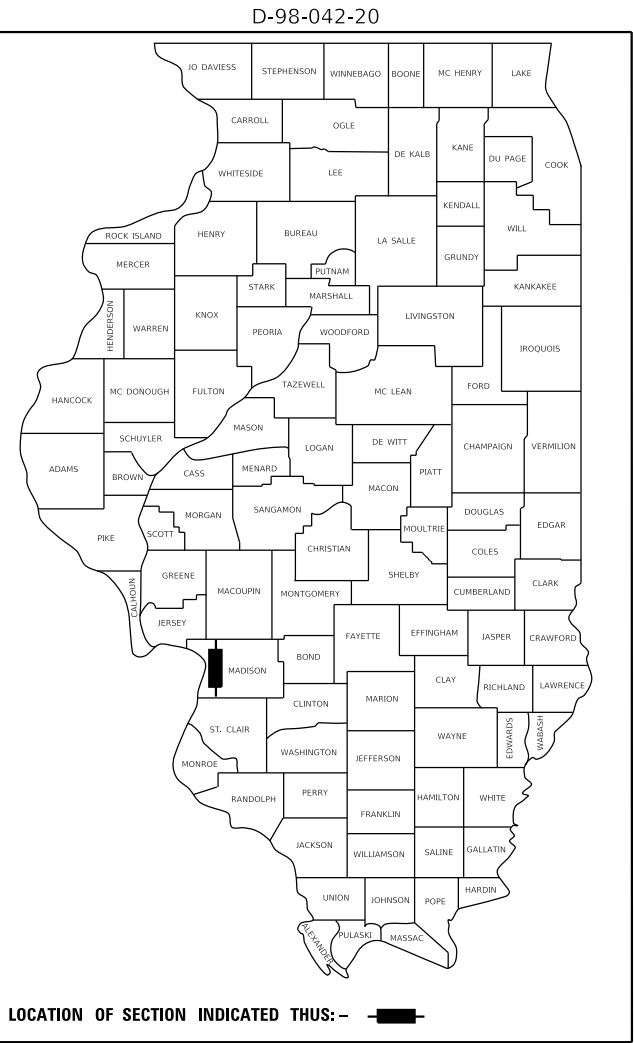 D-98-042-20
JO DAVIESS
STEPHENSON
WINNEBAGO
BOONE
MC HENRY
LAKE
CARROLL
OGLE
DE KALB
KANE
DU PAGE
COOK
WHITESIDE
LEE
KENDALL
ROCK ISLAND
HENRY
BUREAU
LA SALLE
WILL
GRUNDY
MERCER
PUTNAM
STARK
MARSHALL
KANKAKEE
HENDERSON
WARREN
KNOX
PEORIA
WOODFORD
LIVINGSTON
IROQUOIS
HANCOCK
MC DONOUGH
FULTON
TAZEWELL
MC LEAN
FORD
SCHUYLER
MASON
LOGAN
DE WITT
CHAMPAIGN
VERMILION
ADAMS
BROWN
CASS
MENARD
PIATT
MACON
PIKE
SCOTT
MORGAN
SANGAMON
CHRISTIAN
MOULTRIE
DOUGLAS
EDGAR
COLES
SHELBY
CALHOUN
GREENE
MACOUPIN
MONTGOMERY
CUMBERLAND
CLARK
JERSEY
FAYETTE
EFFINGHAM
JASPER
CRAWFORD
MADISON
BOND
CLAY
RICHLAND
LAWRENCE
CLINTON
MARION
ST. CLAIR
WAYNE
EDWARDS
WABASH
WASHINGTON
JEFFERSON
MONROE
RANDOLPH
PERRY
FRANKLIN
HAMILTON
WHITE
JACKSON
WILLIAMSON
SALINE
GALLATIN
UNION
JOHNSON
POPE
HARDIN
ALEXANDER
PULASKI
MASSAC
LOCATION OF SECTION INDICATED THUS: –